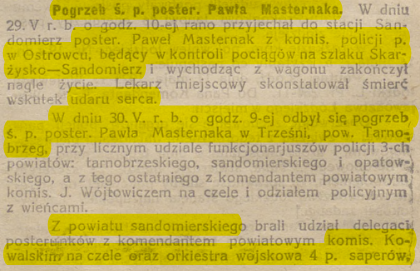 Pogrzeb ś. p. poster. Pawła Masternaka. W dniu
29. V r. b. o godz. 10-ej rano przyjechał do stacji San-
domierz poster. Paweł Masternak z komis. policji p.
w Ostrowcu, będący w kontroli pociągów na szlaku Skar-
żysko—Sandomierz i wychodząc z wagonu zakończył
nagle życie. Lekarz miejscowy skonstatował śmierć
wskutek udaru serca.
W dniu 30. V. r. b. o godz. 9-ej odbył się pogrzeb
ś. p. poster. Pawła Masternaka w Trześni, pow. Tarno-
brzeg, przy licznym udziale funkcjonarjuszów policji 3-ch
powiatów: tarnobrzeskiego, sandomierskiego i opatow-
skiego, a z tego ostatniego z komendantem powiatowym
komis. J. Wójtowiczem na czele i odziałem policyjnym
z wieńcami.
Z powiatu sandomierskiego brali udział delegaci
posterunków z komendantem powiatowym komis. Ko-
walskim na czele oraz orkiestra wojskowa 4 p. saperów,